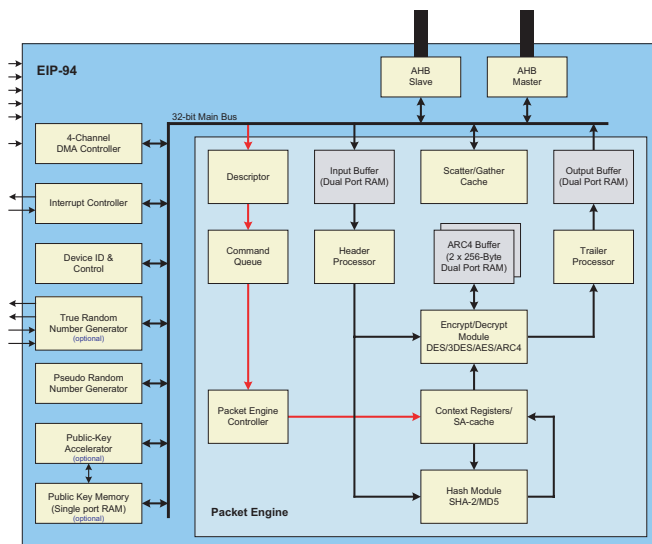 EIP-94
AHB
Slave
AHB
Master
32-bit Main Bus
4-Channel
DMA Controller
Interrupt Controller
Device ID &
Control
True Random
Number Generator
(optional)
Pseudo Random
Number Generator
Public-Key
Accelerator
(optional)
Public Key Memory
(Single port RAM)
(optional)
Descriptor
Input Buffer
(Dual Port RAM)
Scatter/Gather
Cache
Output Buffer
(Dual Port RAM)
Command
Queue
Header
Processor
ARC4 Buffer
(2 x 256-Byte
Dual Port RAM)
Trailer
Processor
Encrypt/Decrypt
Module
DES/3DES/AES/ARC4
Packet Engine
Controller
Context Registers/
SA-cache
Hash Module
SHA-2/MD5
Packet Engine